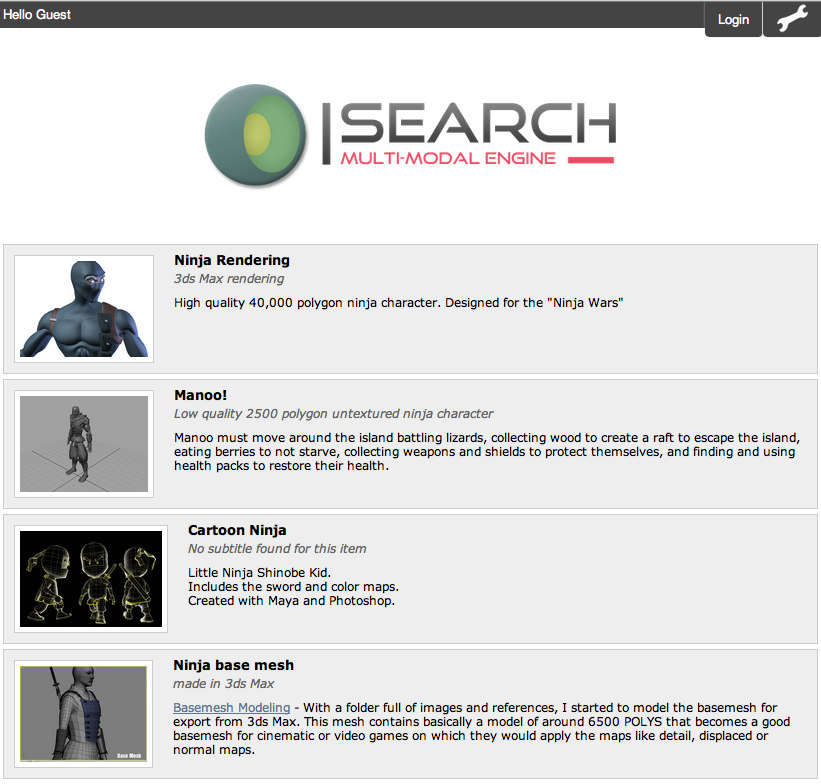 Hello Guest
Login
|SEARCH
MULTI-MODAL ENGINE
Ninja Rendering
3ds Max rendering
High quality 40,000 polygon ninja character. Designed for the "Ninja Wars"
Manoo!
Low quality 2500 polygon untextured ninja character
Manoo must move around the island battling lizards, collecting wood to create a raft to escape the island,
eating berries to not starve, collecting weapons and shields to protect themselves, and finding and using
health packs to restore their health.
Cartoon Ninja
No subtitle found for this item
Little Ninja Shinobe Kid.
Includes the sword and color maps.
Created with Maya and Photoshop.
Ninja base mesh
made in 3ds Max
Basemesh Modeling - With a folder full of images and references, I started to model the basemesh for
export from 3ds Max. This mesh contains basically a model of around 6500 POLYS that becomes a good
basemesh for cinematic or video games on which they would apply the maps like detail, displaced or
normal maps.
Base Mesh